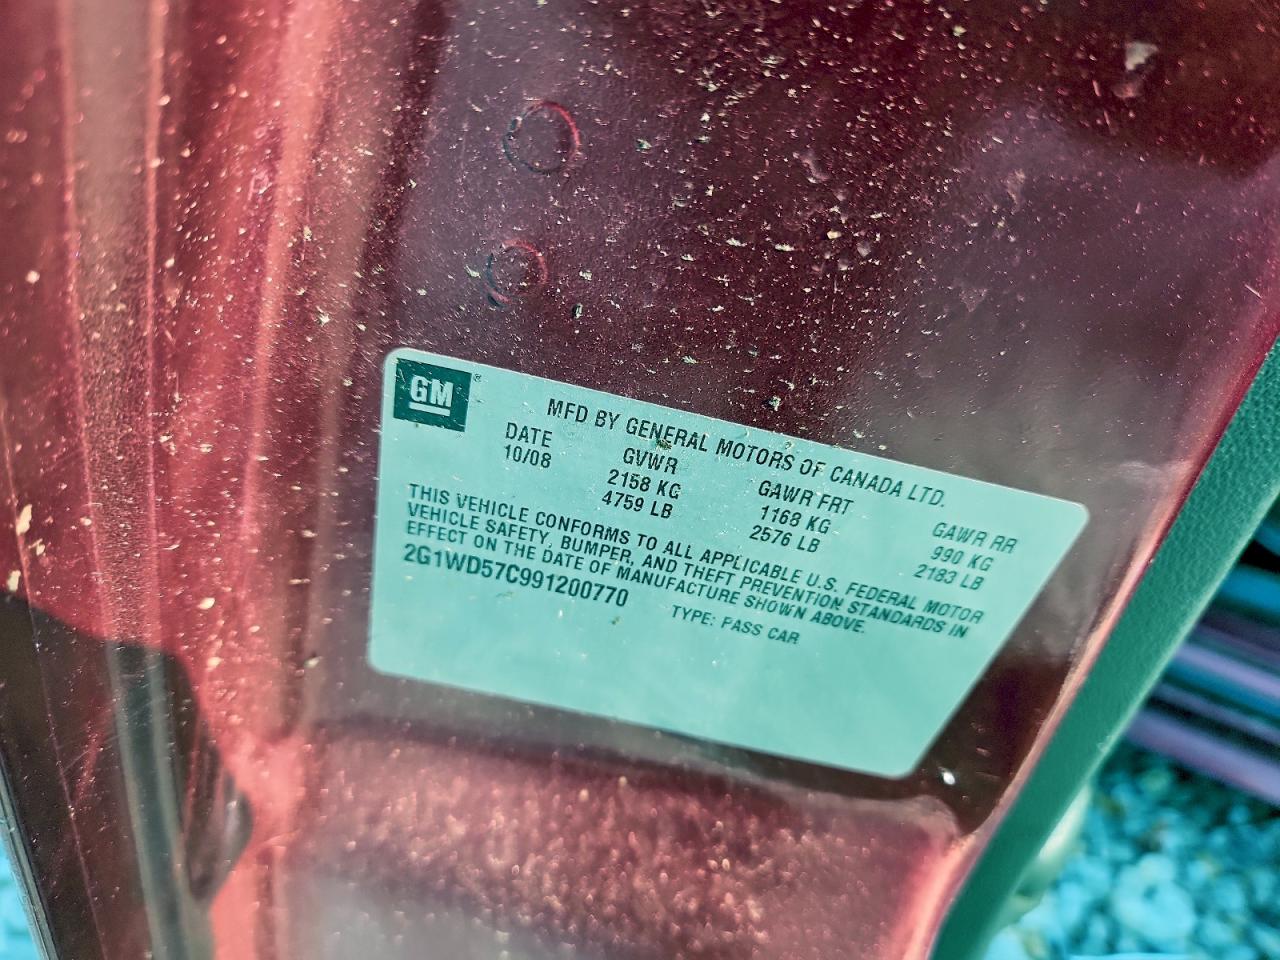 GM
MFD BY GENERAL MOTORS OF CANADA LTD.
DATE GVWR GAWR FRT GAWR RR
10/08 2158 KG 1168 KG 990 KG
4759 LB 2576 LB 2183 LB
THIS VEHICLE CONFORMS TO ALL APPLICABLE U.S. FEDERAL MOTOR
VEHICLE SAFETY, BUMPER, AND THEFT PREVENTION STANDARDS IN
EFFECT ON THE DATE OF MANUFACTURE SHOWN ABOVE.
2G1WD57C991200770 TYPE: PASS CAR